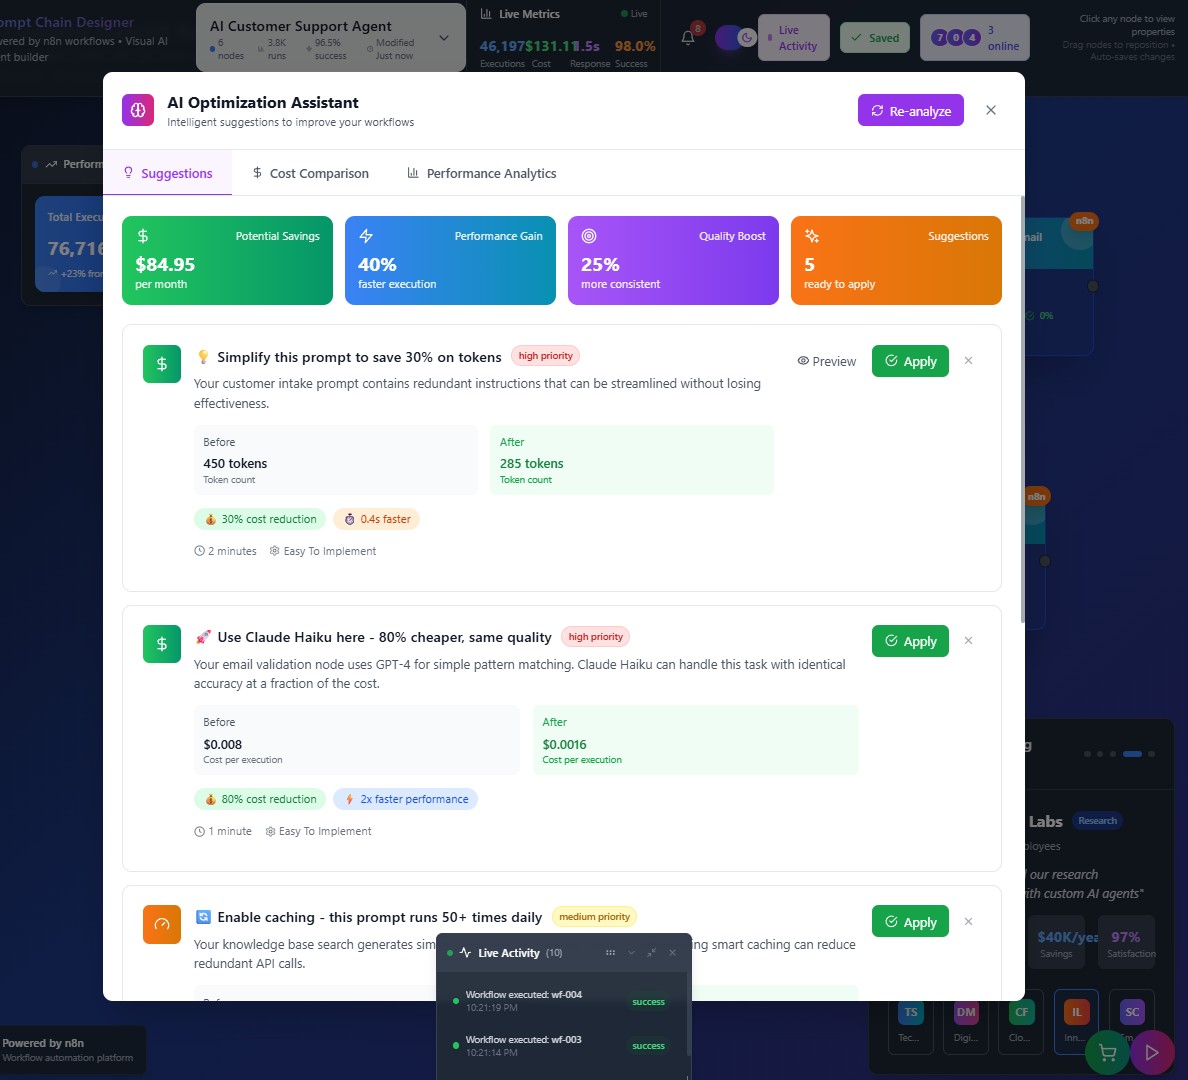 ompt Chain Designer
wered by n8n workflows • Visual AI
nt builder
AI Customer Support Agent
6 nodes
3.8K runs
96.5% success
Modified Just now
Live Metrics
Live
46,197
Executions
$131.11
Cost
1.5s
Response
98.0%
Success
8
Live Activity
Saved
7 0 4
3 online
Click any node to view
properties
Drag nodes to reposition •
Auto-saves changes
AI Optimization Assistant
Intelligent suggestions to improve your workflows
Re-analyze
Suggestions
Cost Comparison
Performance Analytics
Perform
Total Execu
76,716
+23% fror
Potential Savings
$84.95
per month
Performance Gain
40%
faster execution
Quality Boost
25%
more consistent
Suggestions
5
ready to apply
n8n
nail
0%
Simplify this prompt to save 30% on tokens
high priority
Preview
Apply
Your customer intake prompt contains redundant instructions that can be streamlined without losing
effectiveness.
Before
450 tokens
Token count
After
285 tokens
Token count
30% cost reduction
0.4s faster
2 minutes
Easy To Implement
n8n
Use Claude Haiku here - 80% cheaper, same quality
high priority
Apply
Your email validation node uses GPT-4 for simple pattern matching. Claude Haiku can handle this task with identical
accuracy at a fraction of the cost.
Before
$0.008
Cost per execution
After
$0.0016
Cost per execution
80% cost reduction
2x faster performance
1 minute
Easy To Implement
g
Labs
Research
ployees
l our research
ith custom AI agents"
$40K/yea
Savings
97%
Satisfaction
Enable caching - this prompt runs 50+ times daily
medium priority
Apply
Your knowledge base search generates sim
ng smart caching can reduce
redundant API calls.
Before
Live Activity (10)
Workflow executed: wf-004
10:21:19 PM
success
Workflow executed: wf-003
10:21:14 PM
success
TS
Tec...
DM
Digi...
CF
Clo...
IL
Inn...
SC
Sm
Powered by n8n
Workflow automation platform